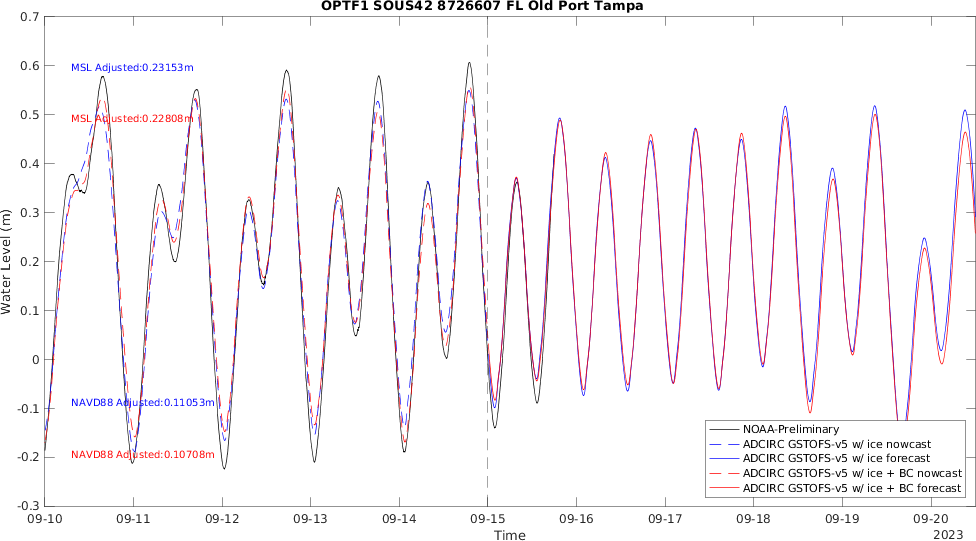 OPTF1 SOUS42 8726607 FL Old Port Tampa
0.7
0.6
0.5
0.4
0.3
0.2
0.1
0
-0.1
-0.2
-0.3
Water Level (m)
MSL Adjusted:0.23153m
MSL Adjusted:0.22808m
NAVD88 Adjusted:0.11053m
NAVD88 Adjusted:0.10708m
NOAA-Preliminary
ADCIRC GSTOFS-v5 w/ ice nowcast
ADCIRC GSTOFS-v5 w/ ice forecast
ADCIRC GSTOFS-v5 w/ ice + BC nowcast
ADCIRC GSTOFS-v5 w/ ice + BC forecast
09-10 09-11 09-12 09-13 09-14 09-15 09-16 09-17 09-18 09-19 09-20
Time
2023